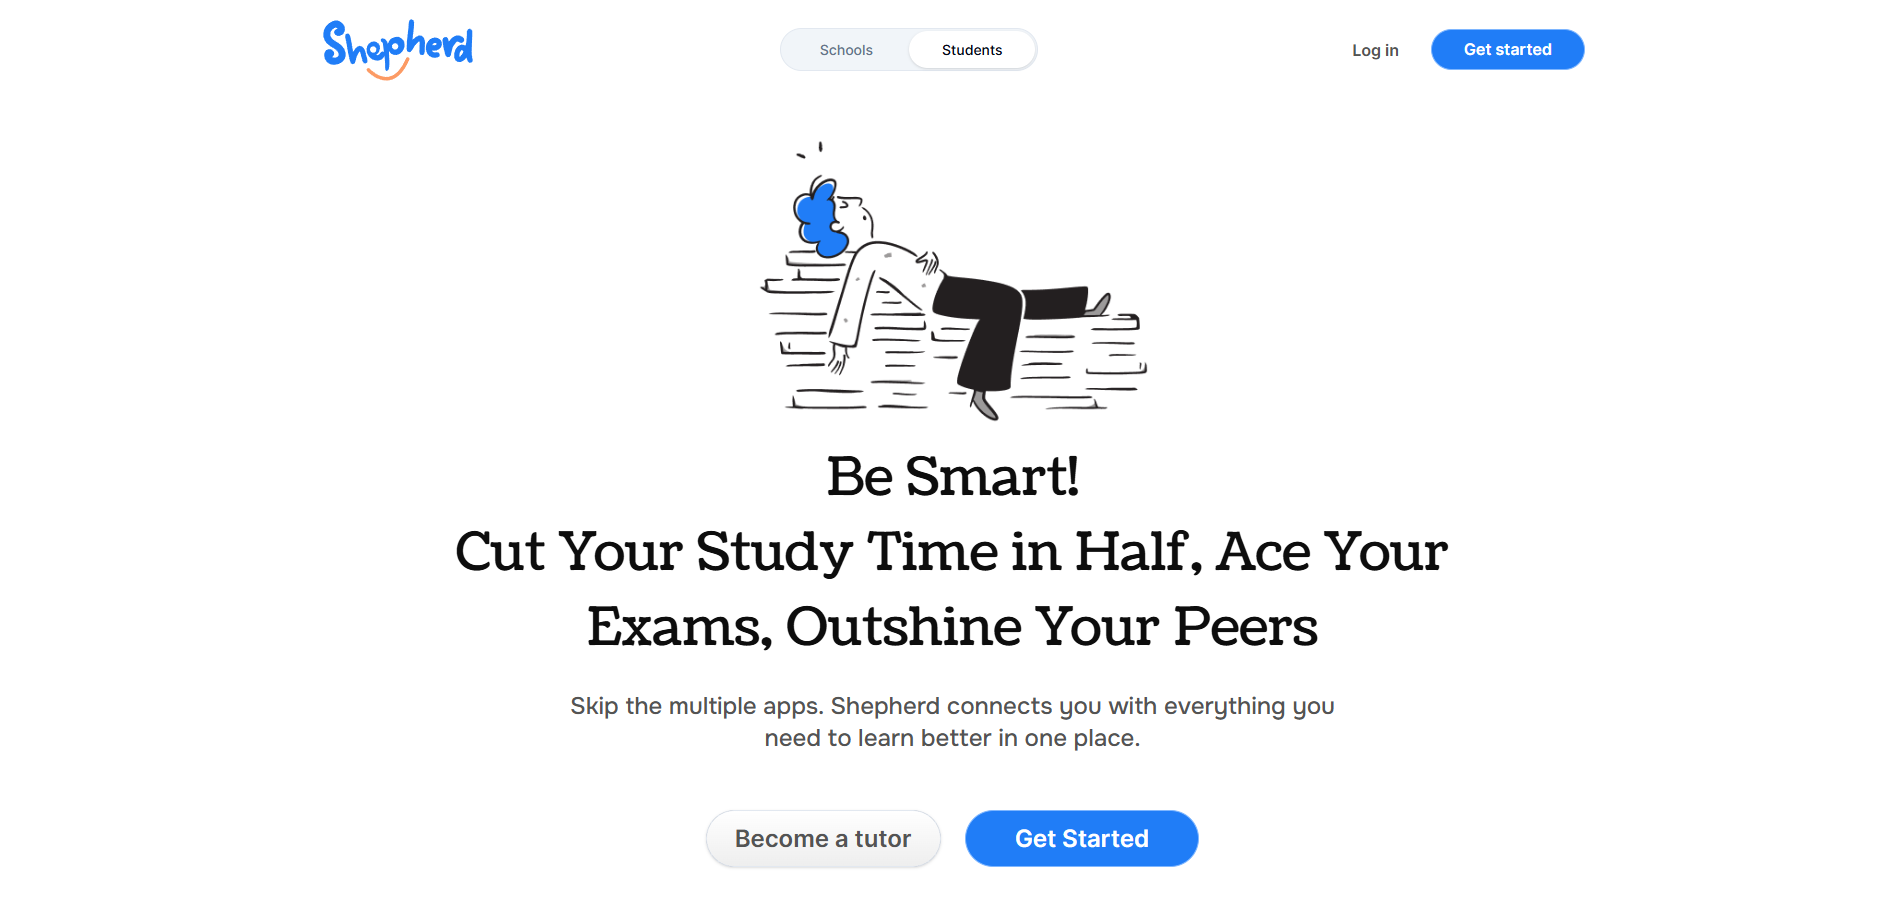 Shepherd
Schools
Students
Log in
Get started
Be Smart!
Cut Your Study Time in Half, Ace Your
Exams, Outshine Your Peers
Skip the multiple apps. Shepherd connects you with everything you
need to learn better in one place.
Become a tutor
Get Started